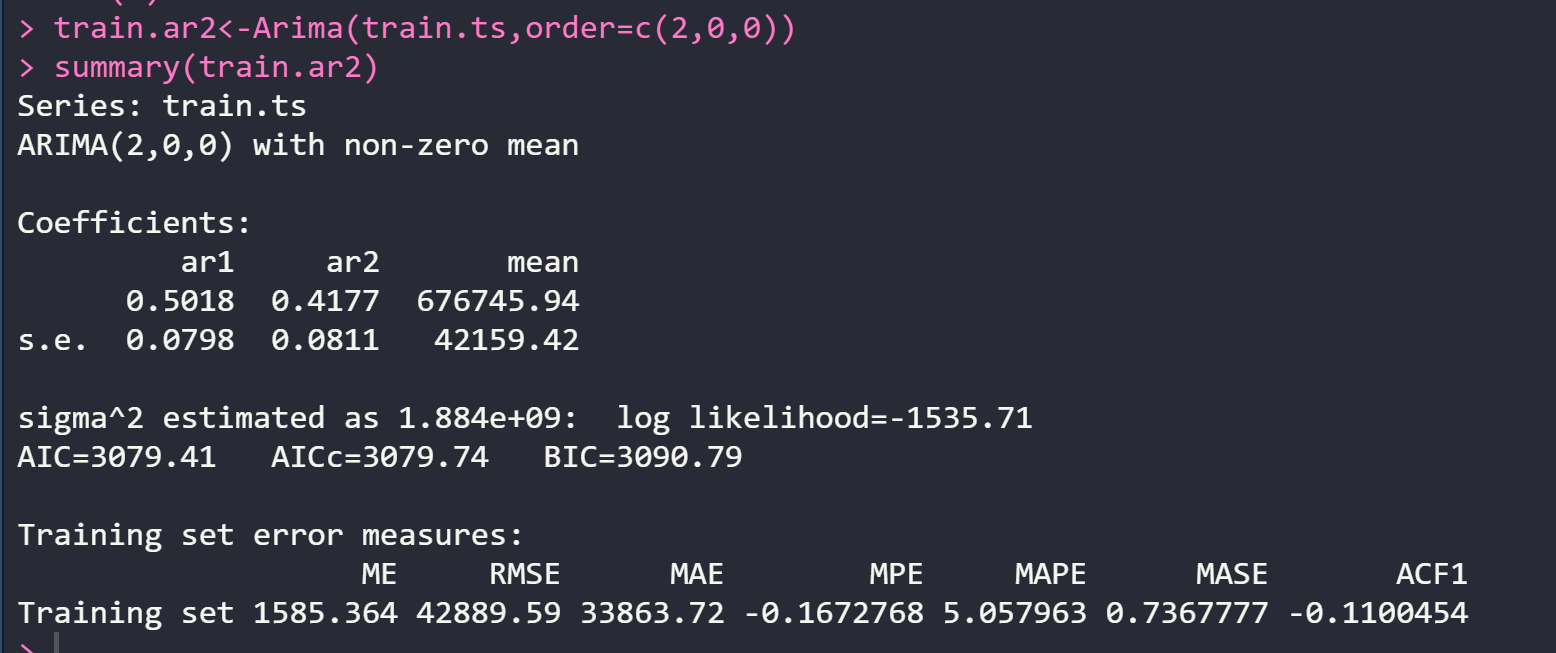 > train.ar2<-Arima(train.ts,order=c(2,0,0))
> summary(train.ar2)
Series: train.ts
ARIMA(2,0,0) with non-zero mean
Coefficients:
ar1 ar2 mean
0.5018 0.4177 676745.94
s.e. 0.0798 0.0811 42159.42
sigma^2 estimated as 1.884e+09: log likelihood=-1535.71
AIC=3079.41 AICc=3079.74 BIC=3090.79
Training set error measures:
ME RMSE MAE MPE MAPE MASE ACF1
Training set 1585.364 42889.59 33863.72 -0.1672768 5.057963 0.7367777 -0.1100454
>